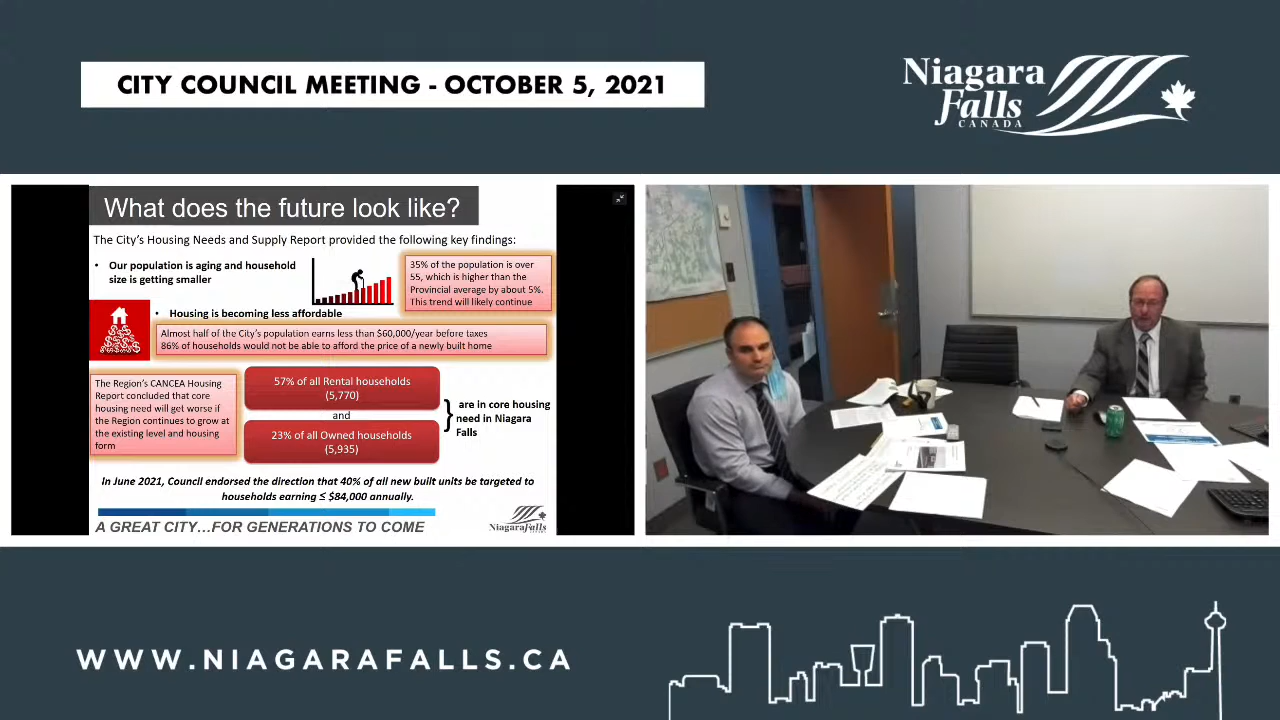 CITY COUNCIL MEETING - OCTOBER 5, 2021
Niagara
Falls
CANADA
What does the future look like?
The City's Housing Needs and Supply Report provided the following key findings:
• Our population is aging and household
size is getting smaller
35% of the population is over
55, which is higher than the
Provincial average by about 5%.
This trend will likely continue
• Housing is becoming less affordable
Almost half of the City's population earns less than $60,000/year before taxes
86% of households would not be able to afford the price of a newly built home
The Region's CANCEA Housing
Report concluded that core
housing need will get worse if
the Region continues to grow at
the existing level and housing
form
57% of all Rental households
(5,770)
and
23% of all Owned households
(5,935)
are in core housing
need in Niagara
Falls
In June 2021, Council endorsed the direction that 40% of all new built units be targeted to
households earning ≤ $84,000 annually.
A GREAT CITY...FOR GENERATIONS TO COME
Niagara Falls
WWW.NIAGARAFALLS.CA